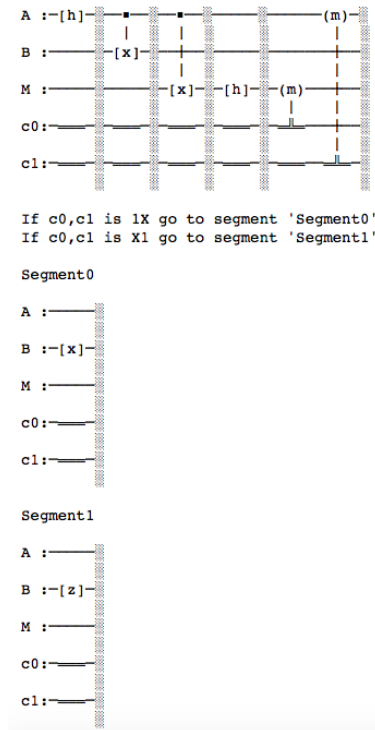 A :-[h]- ▪ ▪ (m)-
B : -[x]-
M : -[x]- -[h]- -(m)-
c0:
c1:
If c0,c1 is 1X go to segment 'Segment0'
If c0,c1 is X1 go to segment 'Segment1'
Segment0
A :
B :-[x]-
M :
c0:
c1:
Segment1
A :
B :-[z]-
M :
c0:
c1: